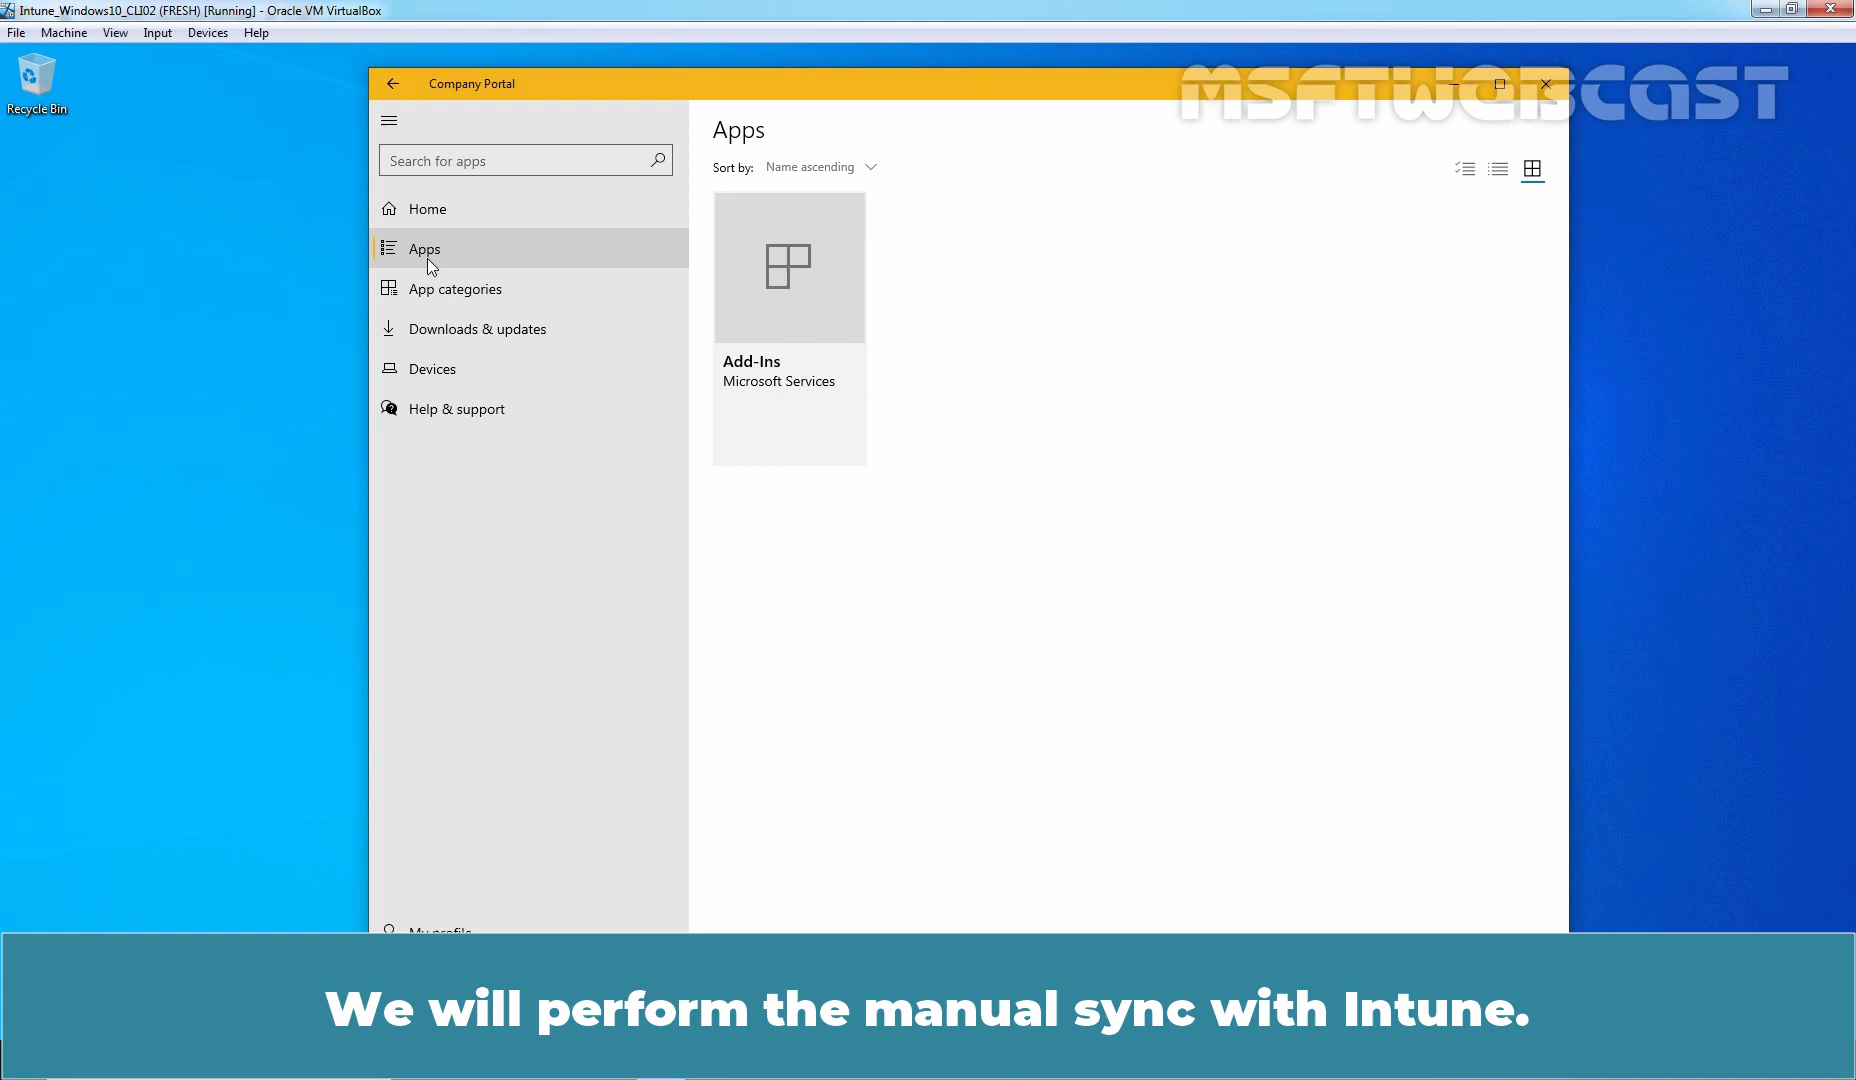 Intune_Windows10_CLI02 (FRESH) [Running] - Oracle VM VirtualBox
File Machine View Input Devices Help
Recycle Bin
Company Portal
MSFTWEBCAST
Search for apps
Home
Apps
App categories
Downloads & updates
Devices
Help & support
My profile
Apps
Sort by: Name ascending
Add-Ins
Microsoft Services
We will perform the manual sync with Intune.